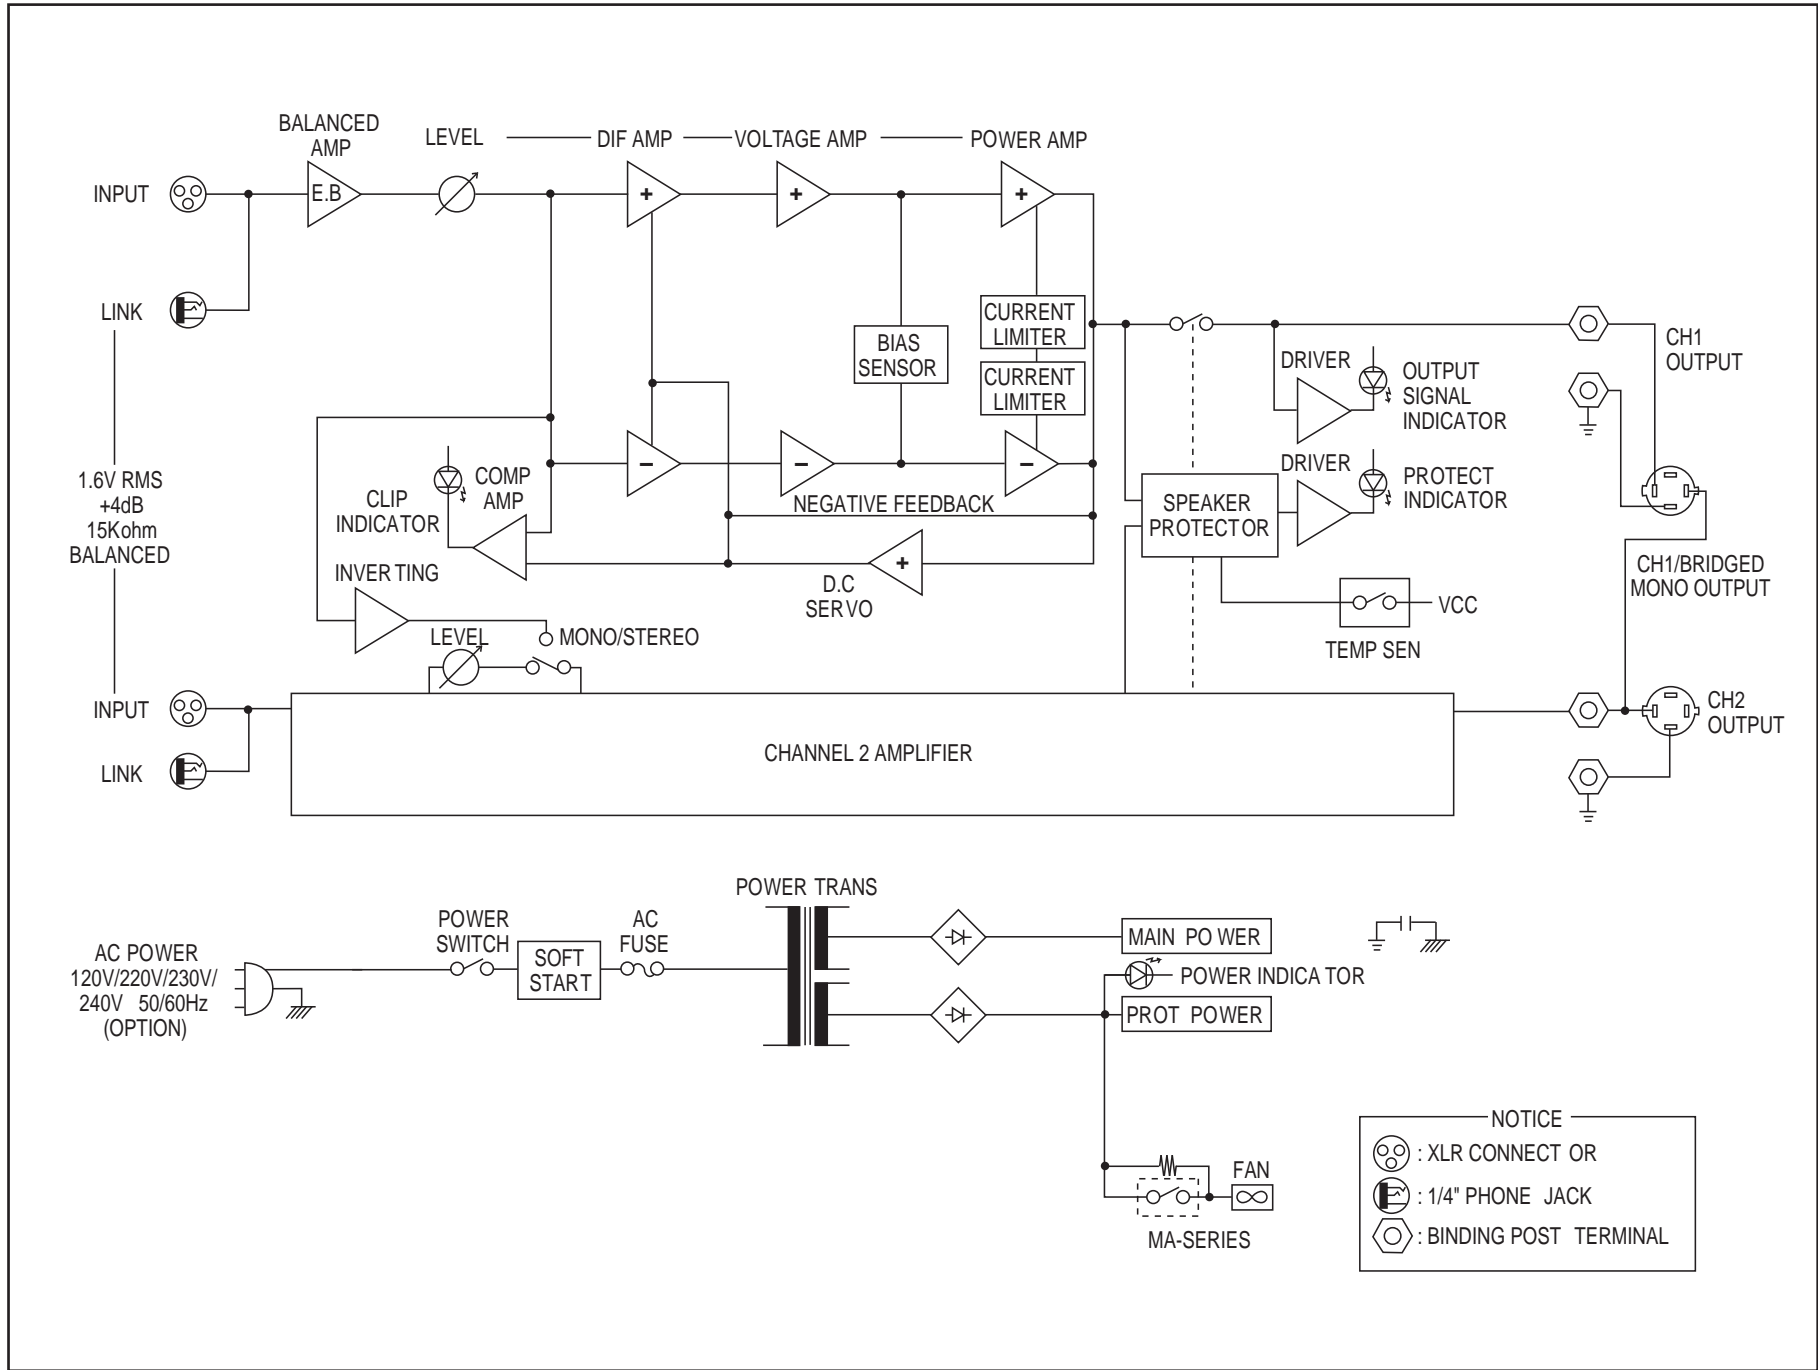 BALANCED
AMP
LEVEL
DIF AMP
VOLTAGE AMP
POWER AMP
INPUT
E.B
+
+
+
LINK
CURRENT
LIMITER
BIAS
SENSOR
CURRENT
LIMITER
CH1
OUTPUT
DRIVER
OUTPUT
SIGNAL
INDICATOR
1.6V RMS
+4dB
15Kohm
BALANCED
CLIP
INDICATOR
COMP
AMP
–
–
–
NEGATIVE FEEDBACK
SPEAKER
PROTECTOR
DRIVER
PROTECT
INDICATOR
INVERTING
+
D.C
SERVO
CH1/BRIDGED
MONO OUTPUT
VCC
TEMP SEN
LEVEL
MONO/STEREO
INPUT
CH2
OUTPUT
LINK
CHANNEL 2 AMPLIFIER
POWER TRANS
AC POWER
120V/220V/230V/
240V 50/60Hz
(OPTION)
POWER
SWITCH
SOFT
START
AC
FUSE
MAIN POWER
POWER INDICATOR
PROT POWER
FAN
MA-SERIES
NOTICE
: XLR CONNECTOR
: 1/4" PHONE JACK
: BINDING POST TERMINAL